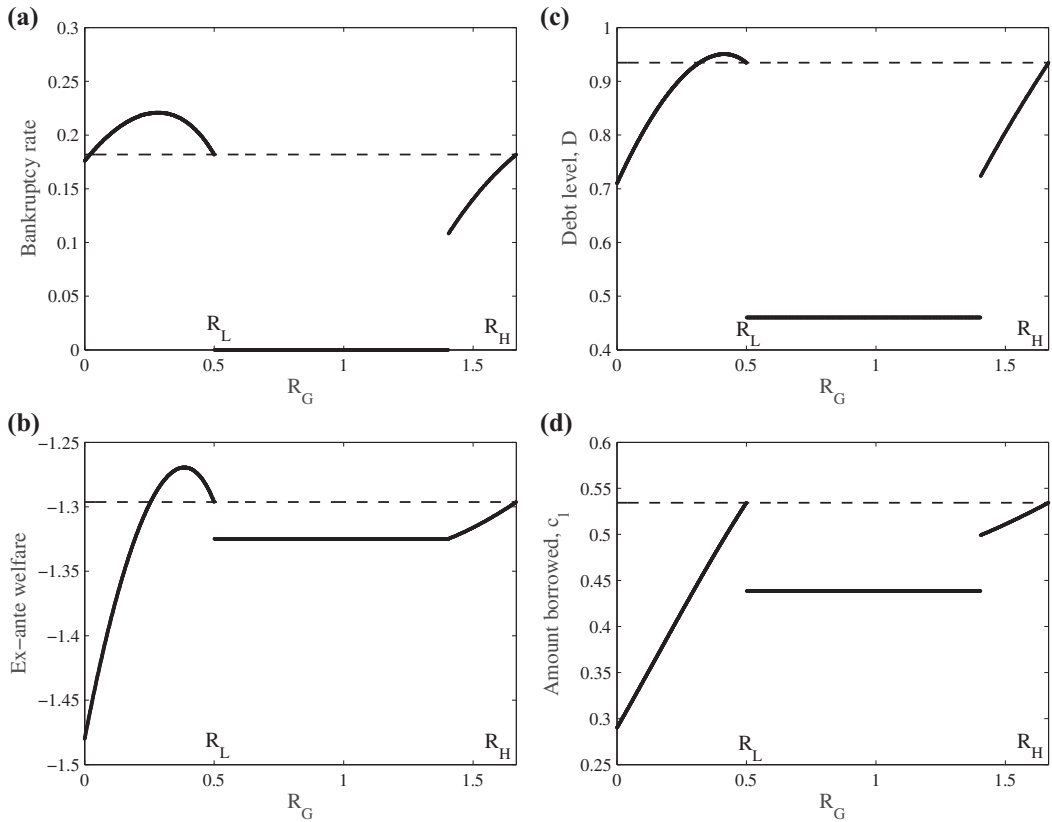 (a)
0.3
0.25
0.2
0.15
0.1
0.05
0
Bankruptcy rate
R_L
R_H
0 0.5 1 1.5
R_G
(c)
1
0.9
0.8
0.7
0.6
0.5
0.4
Debt level, D
R_L
R_H
0 0.5 1 1.5
R_G
(b)
−1.25
−1.3
−1.35
−1.4
−1.45
−1.5
Ex−ante welfare
R_L
R_H
0 0.5 1 1.5
R_G
(d)
0.6
0.55
0.5
0.45
0.4
0.35
0.3
0.25
Amount borrowed, c_1
R_L
R_H
0 0.5 1 1.5
R_G